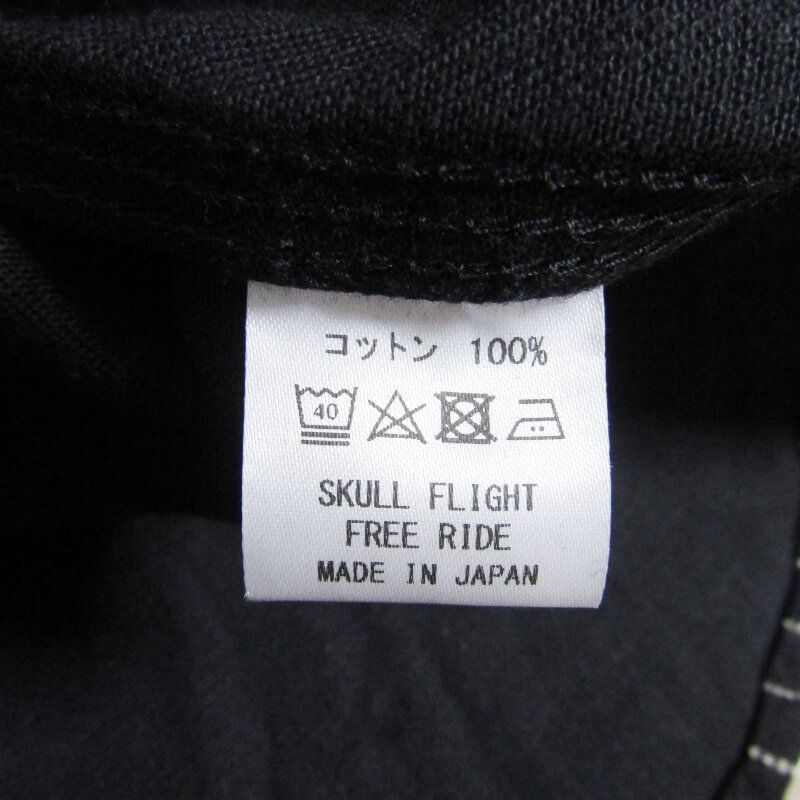 コットン 100%
40
SKULL FLIGHT
FREE RIDE
MADE IN JAPAN